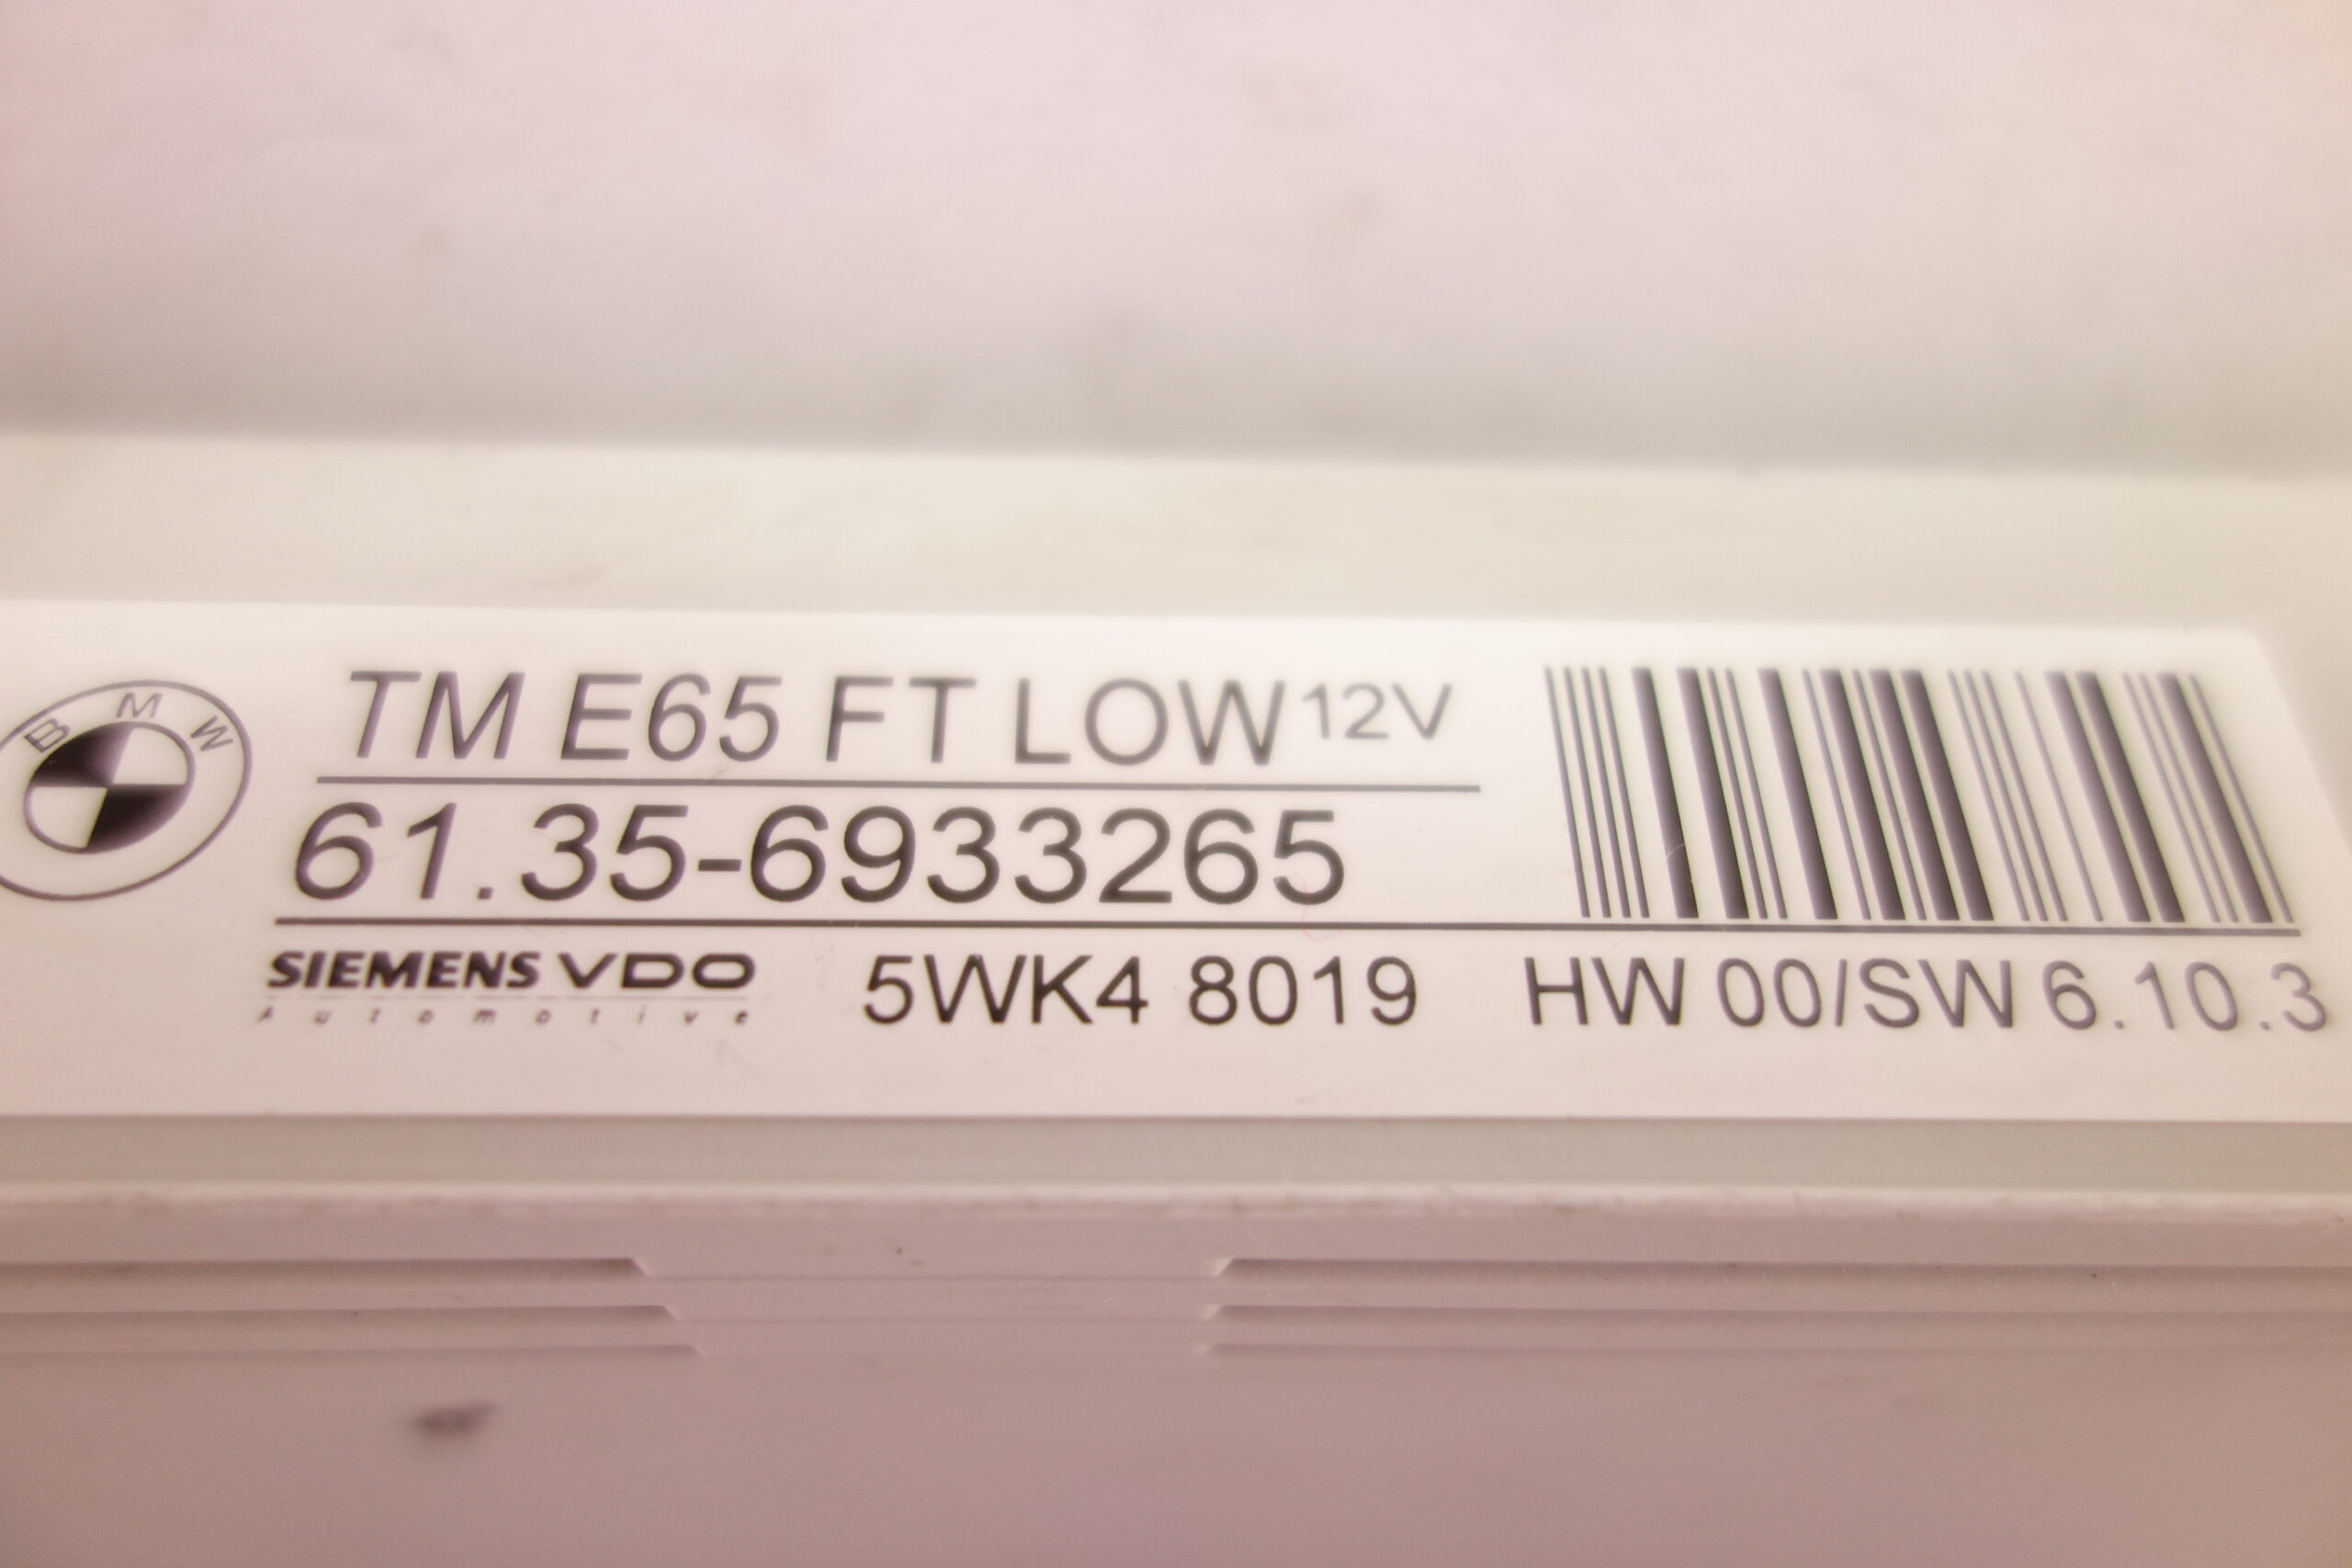 BMW
TM E65 FT LOW 12V
61.35-6933265
SIEMENS VDO
Automotive
5WK4 8019
HW 00/SW 6.10.3